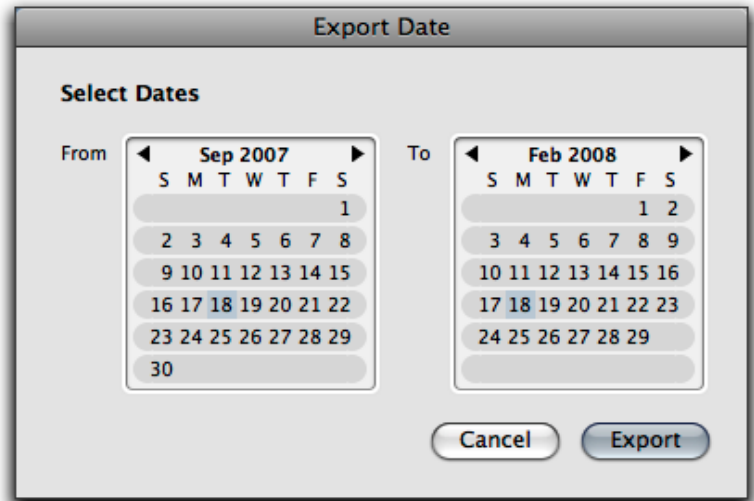 Export Date
Select Dates
From
Sep 2007
S M T W T F S
1
2 3 4 5 6 7 8
9 10 11 12 13 14 15
16 17 18 19 20 21 22
23 24 25 26 27 28 29
30
To
Feb 2008
S M T W T F S
1 2
3 4 5 6 7 8 9
10 11 12 13 14 15 16
17 18 19 20 21 22 23
24 25 26 27 28 29
Cancel Export